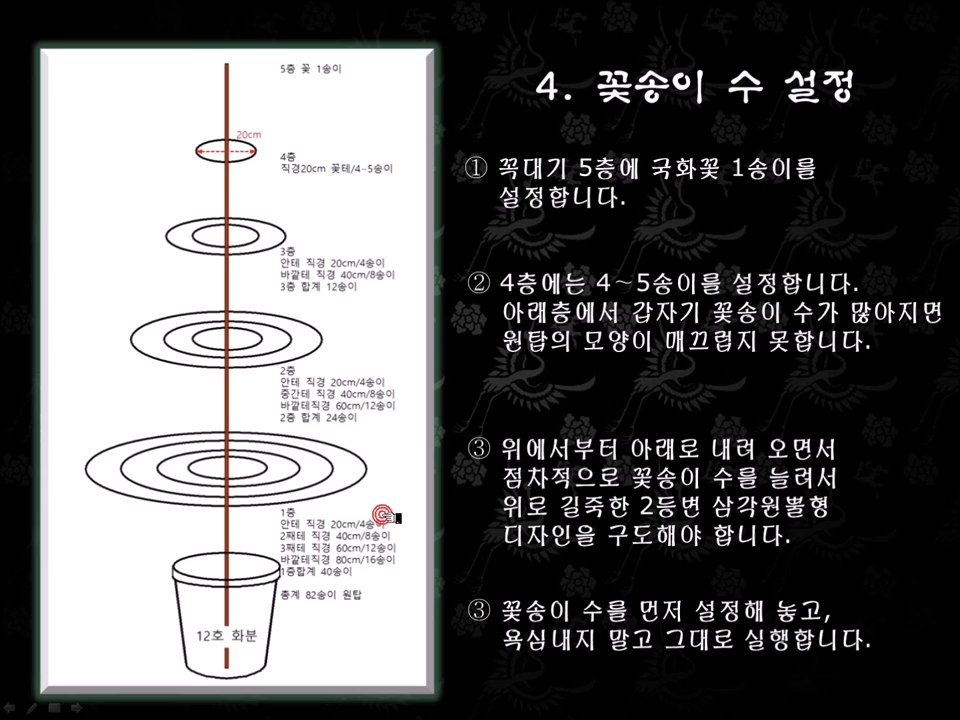 5층 꽃 1송이
20cm
4층
직경20cm 꽃테/4~5송이
3층
안테 직경 20cm/4송이
바깥테 직경 40cm/8송이
3층 합계 12송이
2층
안테 직경 20cm/4송이
중간테 직경 40cm/8송이
바깥테직경 60cm/12송이
2층 합계 24송이
1층
안테 직경 20cm/4송
2째테 직경 40cm/8송이
3째테 직경 60cm/12송이
바깥테직경 80cm/16송이
1층합계 40송이
총계 82송이 원탑
12호 화분
4. 꽃송이 수 설정
① 꼭대기 5층에 국화꽃 1송이를
설정합니다.
② 4층에는 4~5송이를 설정합니다.
아래층에서 갑자기 꽃송이 수가 많아지면
원탑의 모양이 매끄럽지 못합니다.
③ 위에서부터 아래로 내려 오면서
점차적으로 꽃송이 수를 늘려서
위로 길죽한 2등변 삼각원뿔형
디자인을 구도해야 합니다.
③ 꽃송이 수를 먼저 설정해 놓고,
욕심내지 말고 그대로 실행합니다.